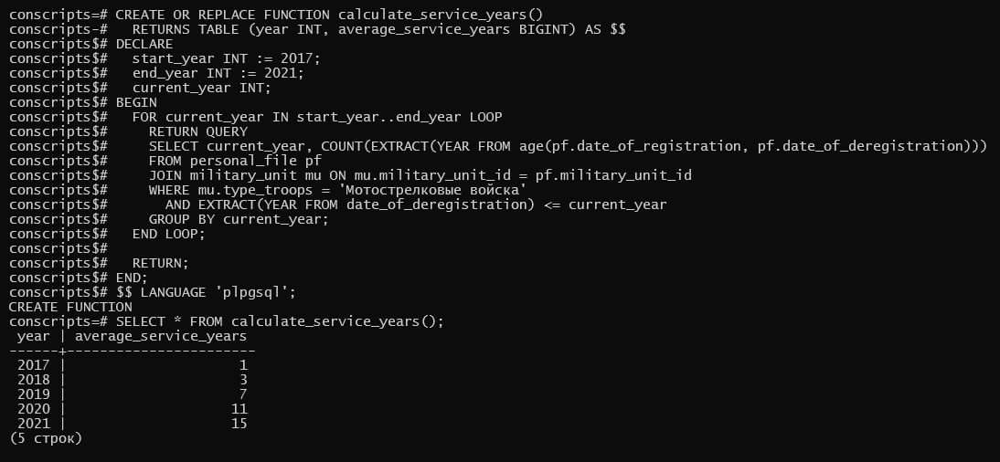 conscripts=# CREATE OR REPLACE FUNCTION calculate_service_years()
conscripts-#   RETURNS TABLE (year INT, average_service_years BIGINT) AS $$
conscripts$# DECLARE
conscripts$#   start_year INT := 2017;
conscripts$#   end_year INT := 2021;
conscripts$#   current_year INT;
conscripts$# BEGIN
conscripts$#   FOR current_year IN start_year..end_year LOOP
conscripts$#     RETURN QUERY
conscripts$#     SELECT current_year, COUNT(EXTRACT(YEAR FROM age(pf.date_of_registration, pf.date_of_deregistration)))
conscripts$#     FROM personal_file pf
conscripts$#     JOIN military_unit mu ON mu.military_unit_id = pf.military_unit_id
conscripts$#     WHERE mu.type_troops = 'Мотострелковые войска'
conscripts$#       AND EXTRACT(YEAR FROM date_of_deregistration) <= current_year
conscripts$#     GROUP BY current_year;
conscripts$#   END LOOP;
conscripts$#
conscripts$#   RETURN;
conscripts$# END;
conscripts$# $$ LANGUAGE 'plpgsql';
CREATE FUNCTION
conscripts=# SELECT * FROM calculate_service_years();
 year | average_service_years
------+-----------------------
 2017 |                     1
 2018 |                     3
 2019 |                     7
 2020 |                    11
 2021 |                    15
(5 строк)